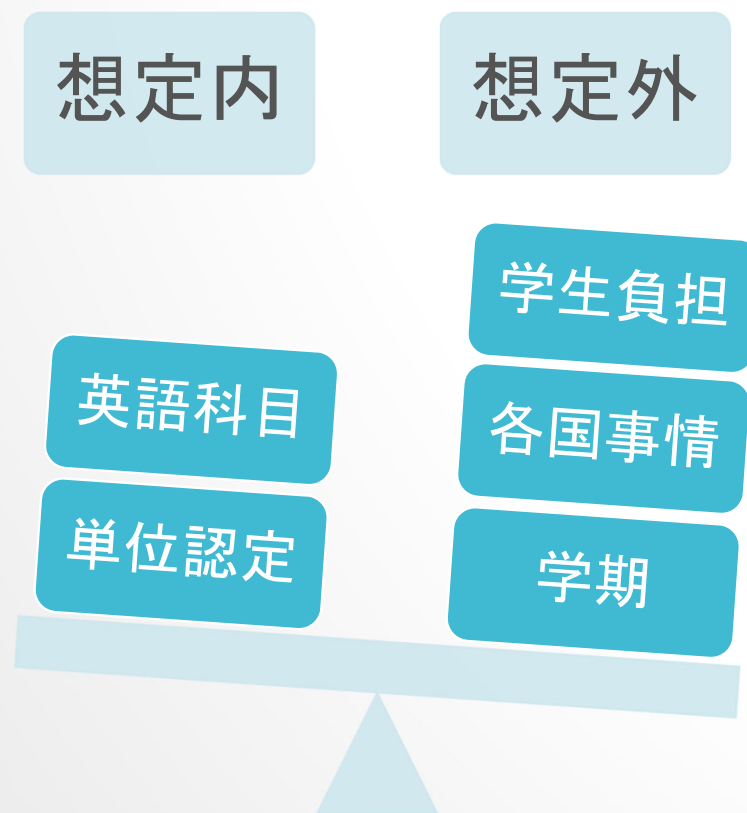 想定内
想定外
英語科目
単位認定
学生負担
各国事情
学期